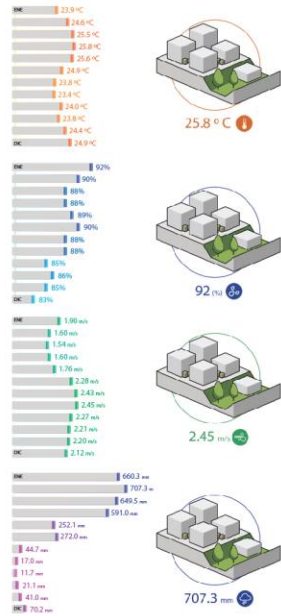 ENE
23.9 ºC
24.6 ºC
25.5 ºC
25.8 ºC
25.6 ºC
24.9 ºC
23.8 ºC
23.4 ºC
24.0 ºC
23.8 ºC
24.4 ºC
DIC
24.9 ºC
25.8 º C
ENE
92%
90%
88%
88%
89%
90%
88%
88%
85%
86%
85%
DIC
83%
92 (%)
ENE
1.90 m/s
1.60 m/s
1.54 m/s
1.60 m/s
1.76 m/s
2.28 m/s
2.43 m/s
2.45 m/s
2.27 m/s
2.21 m/s
2.20 m/s
DIC
2.12 m/s
2.45 m/s
ENE
660.3 mm
707.3 m
649.5 mm
591.0 mm
252.1 mm
272.0 mm
44.7 mm
17.0 mm
11.7 mm
21.1 mm
41.0 mm
DIC
70.2 mm
707.3 mm